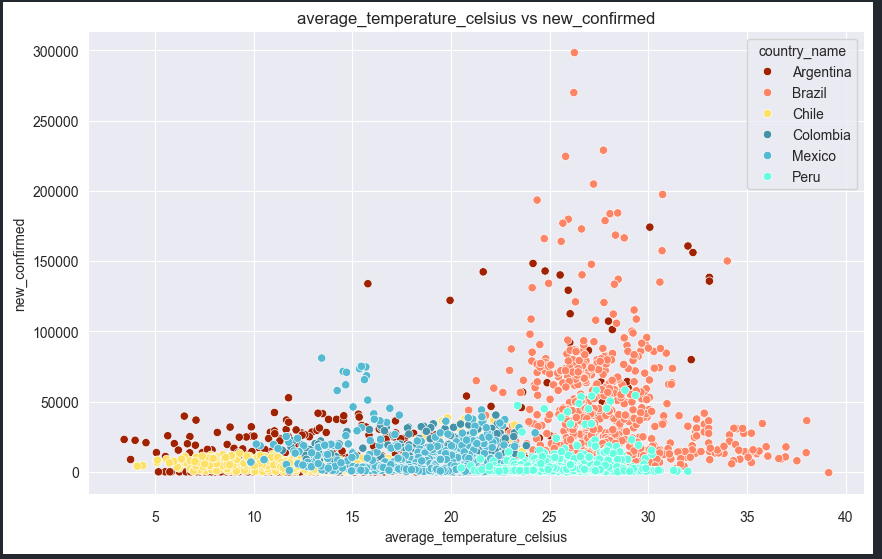 average_temperature_celsius vs new_confirmed
300000
250000
200000
150000
100000
50000
0
new_confirmed
country_name
Argentina
Brazil
Chile
Colombia
Mexico
Peru
5 10 15 20 25 30 35 40
average_temperature_celsius